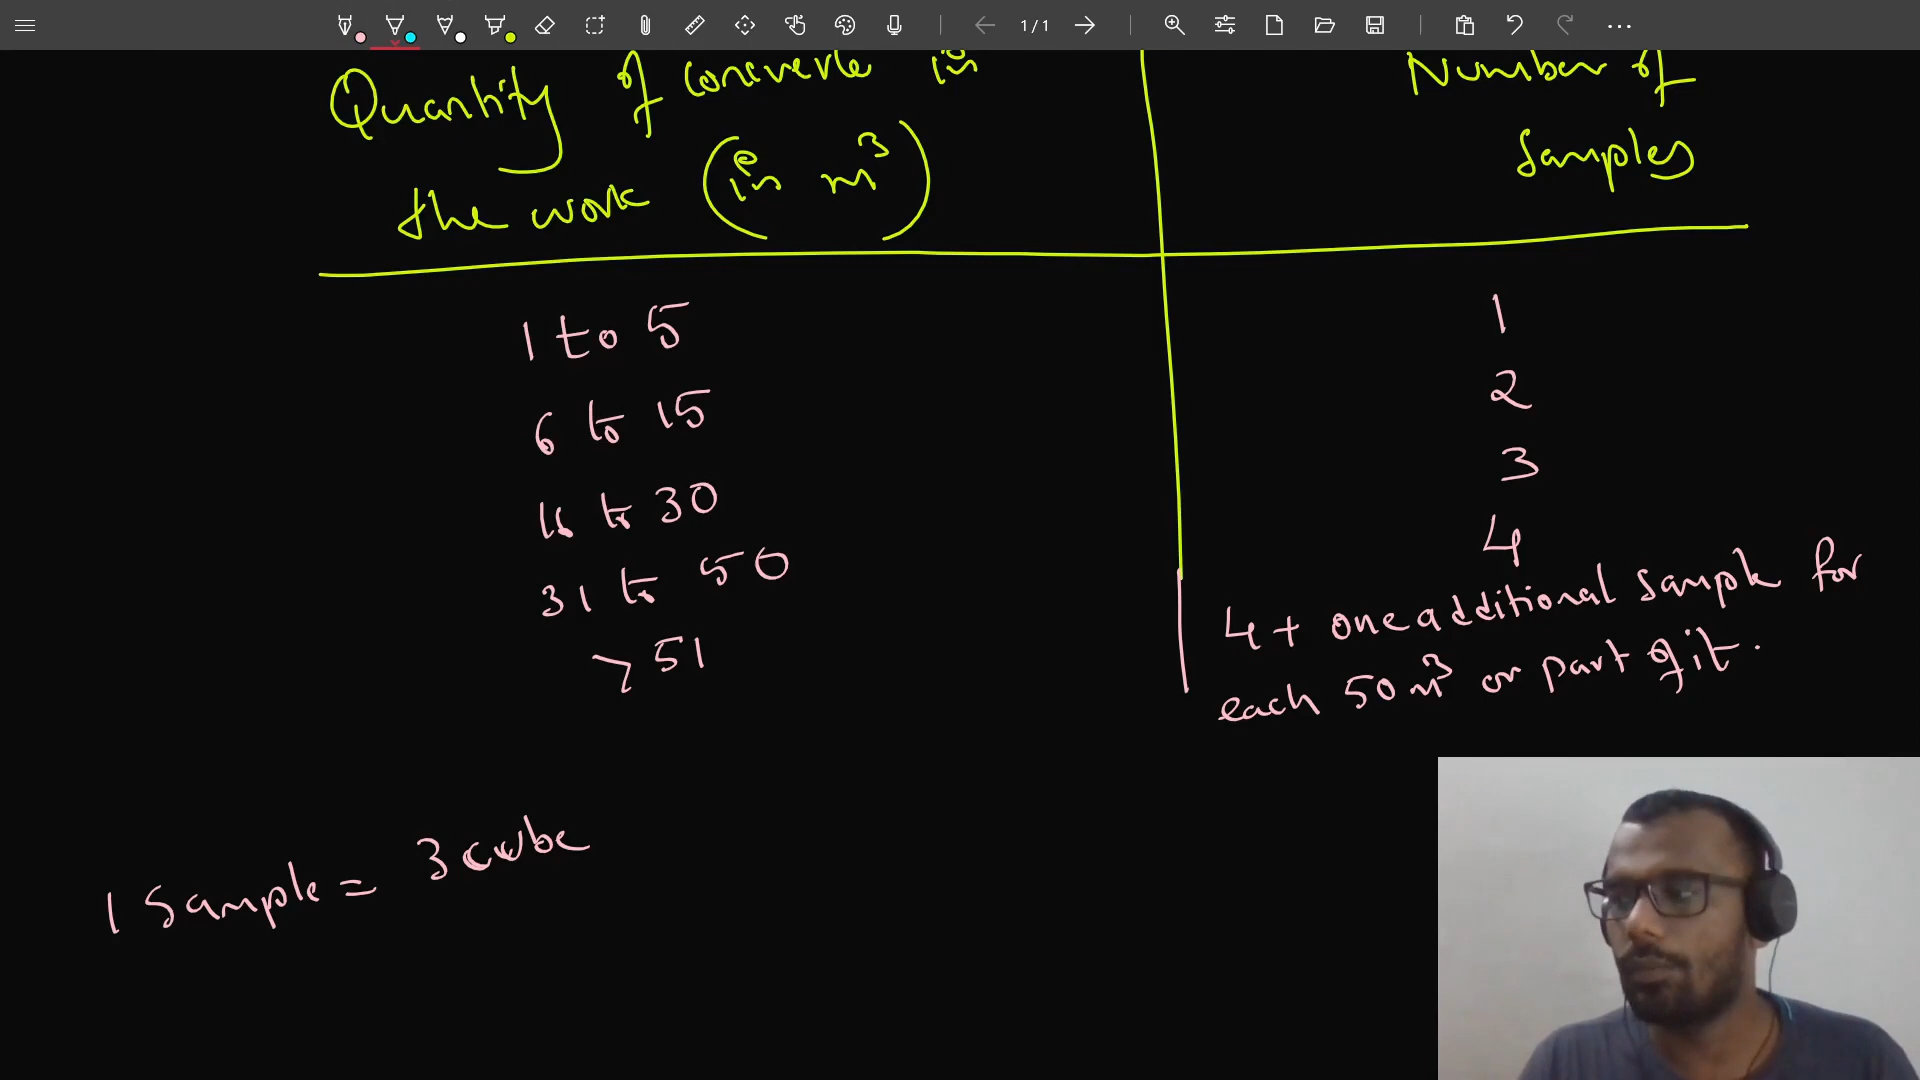 1/1
Quantity of concrete in
the work (in m³)
Number of
Samples
1 to 5
1
6 to 15
2
16 to 30
3
31 to 50
4
> 51
4 + one additional sample for
each 50 m³ or part of it.
1 Sample = 3 cube